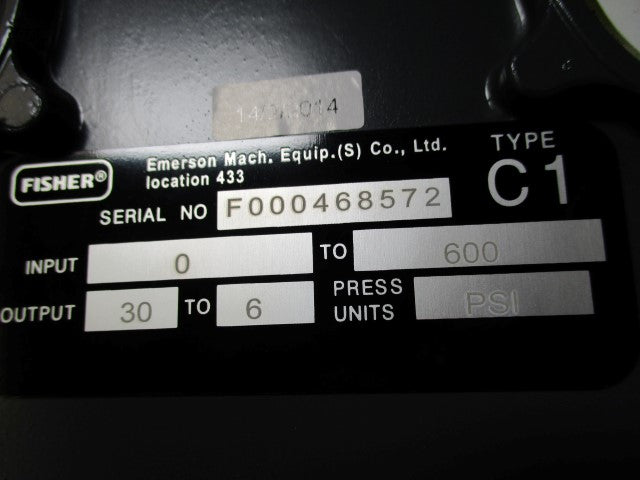 FISHER®
Emerson Mach. Equip.(S) Co., Ltd.
location 433
TYPE
C1
SERIAL NO F000468572
INPUT 0 TO 600
OUTPUT 30 TO 6
PRESS UNITS PSI